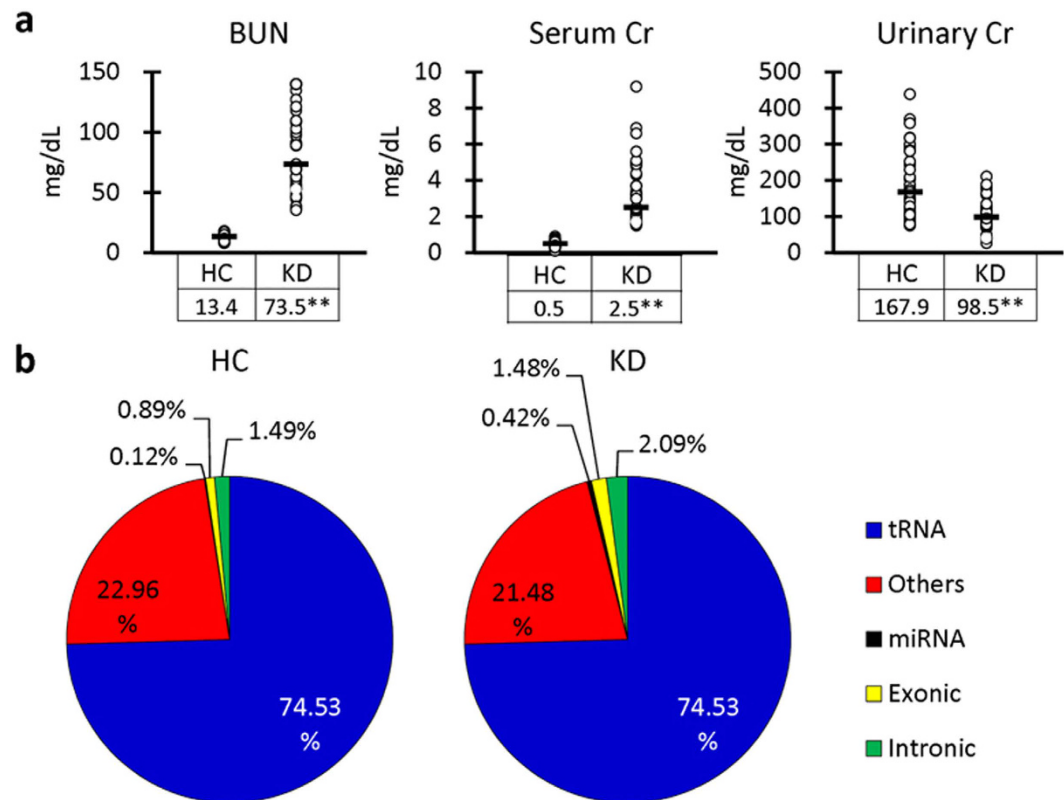 a
BUN
Serum Cr
Urinary Cr
mg/dL
150
100
50
0
HC KD
13.4 73.5**
mg/dL
10
8
6
4
2
0
HC KD
0.5 2.5**
mg/dL
500
400
300
200
100
0
HC KD
167.9 98.5**
b
HC
0.89%
0.12%
1.49%
22.96
%
74.53
%
KD
1.48%
0.42%
2.09%
21.48
%
74.53
%
tRNA
Others
miRNA
Exonic
Intronic